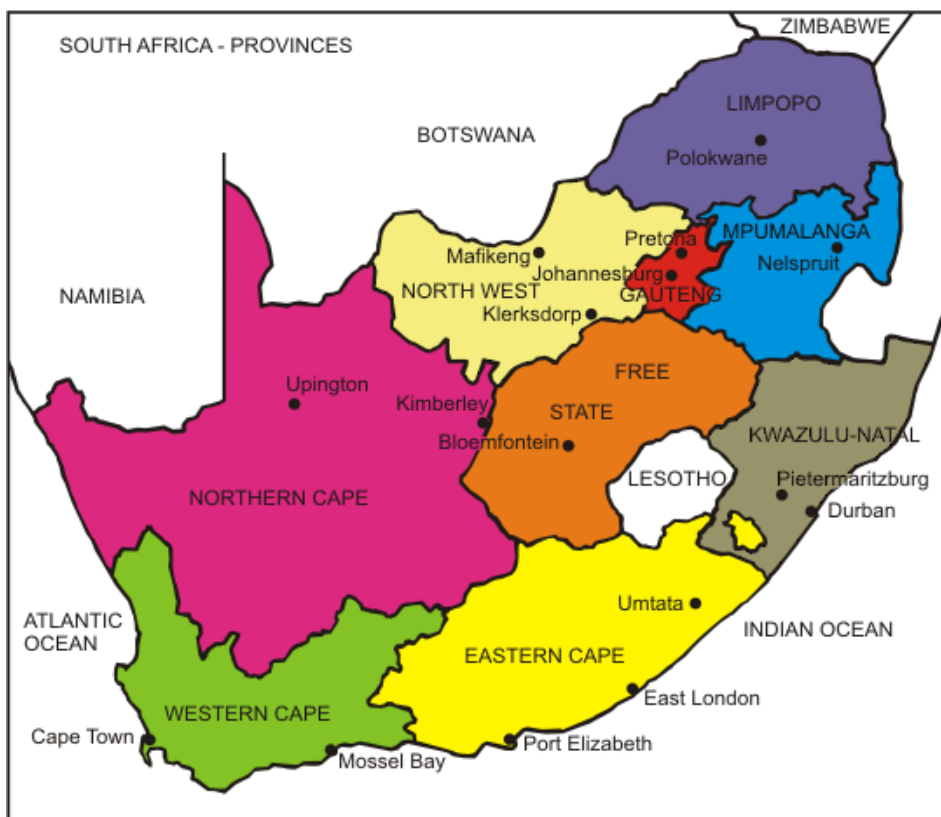 ZIMBABWE
SOUTH AFRICA - PROVINCES
LIMPOPO
BOTSWANA
Polokwane
MPUMALANGA
Pretoria
Mafikeng
Nelspruit
Johannesburg
NORTH WEST
GAUTENG
NAMIBIA
Klerksdorp
FREE
Upington
Kimberley
STATE
KWAZULU-NATAL
Bloemfontein
LESOTHO
Pietermaritzburg
NORTHERN CAPE
Durban
Umtata
ATLANTIC
OCEAN
INDIAN OCEAN
EASTERN CAPE
East London
WESTERN CAPE
Cape Town
Port Elizabeth
Mossel Bay